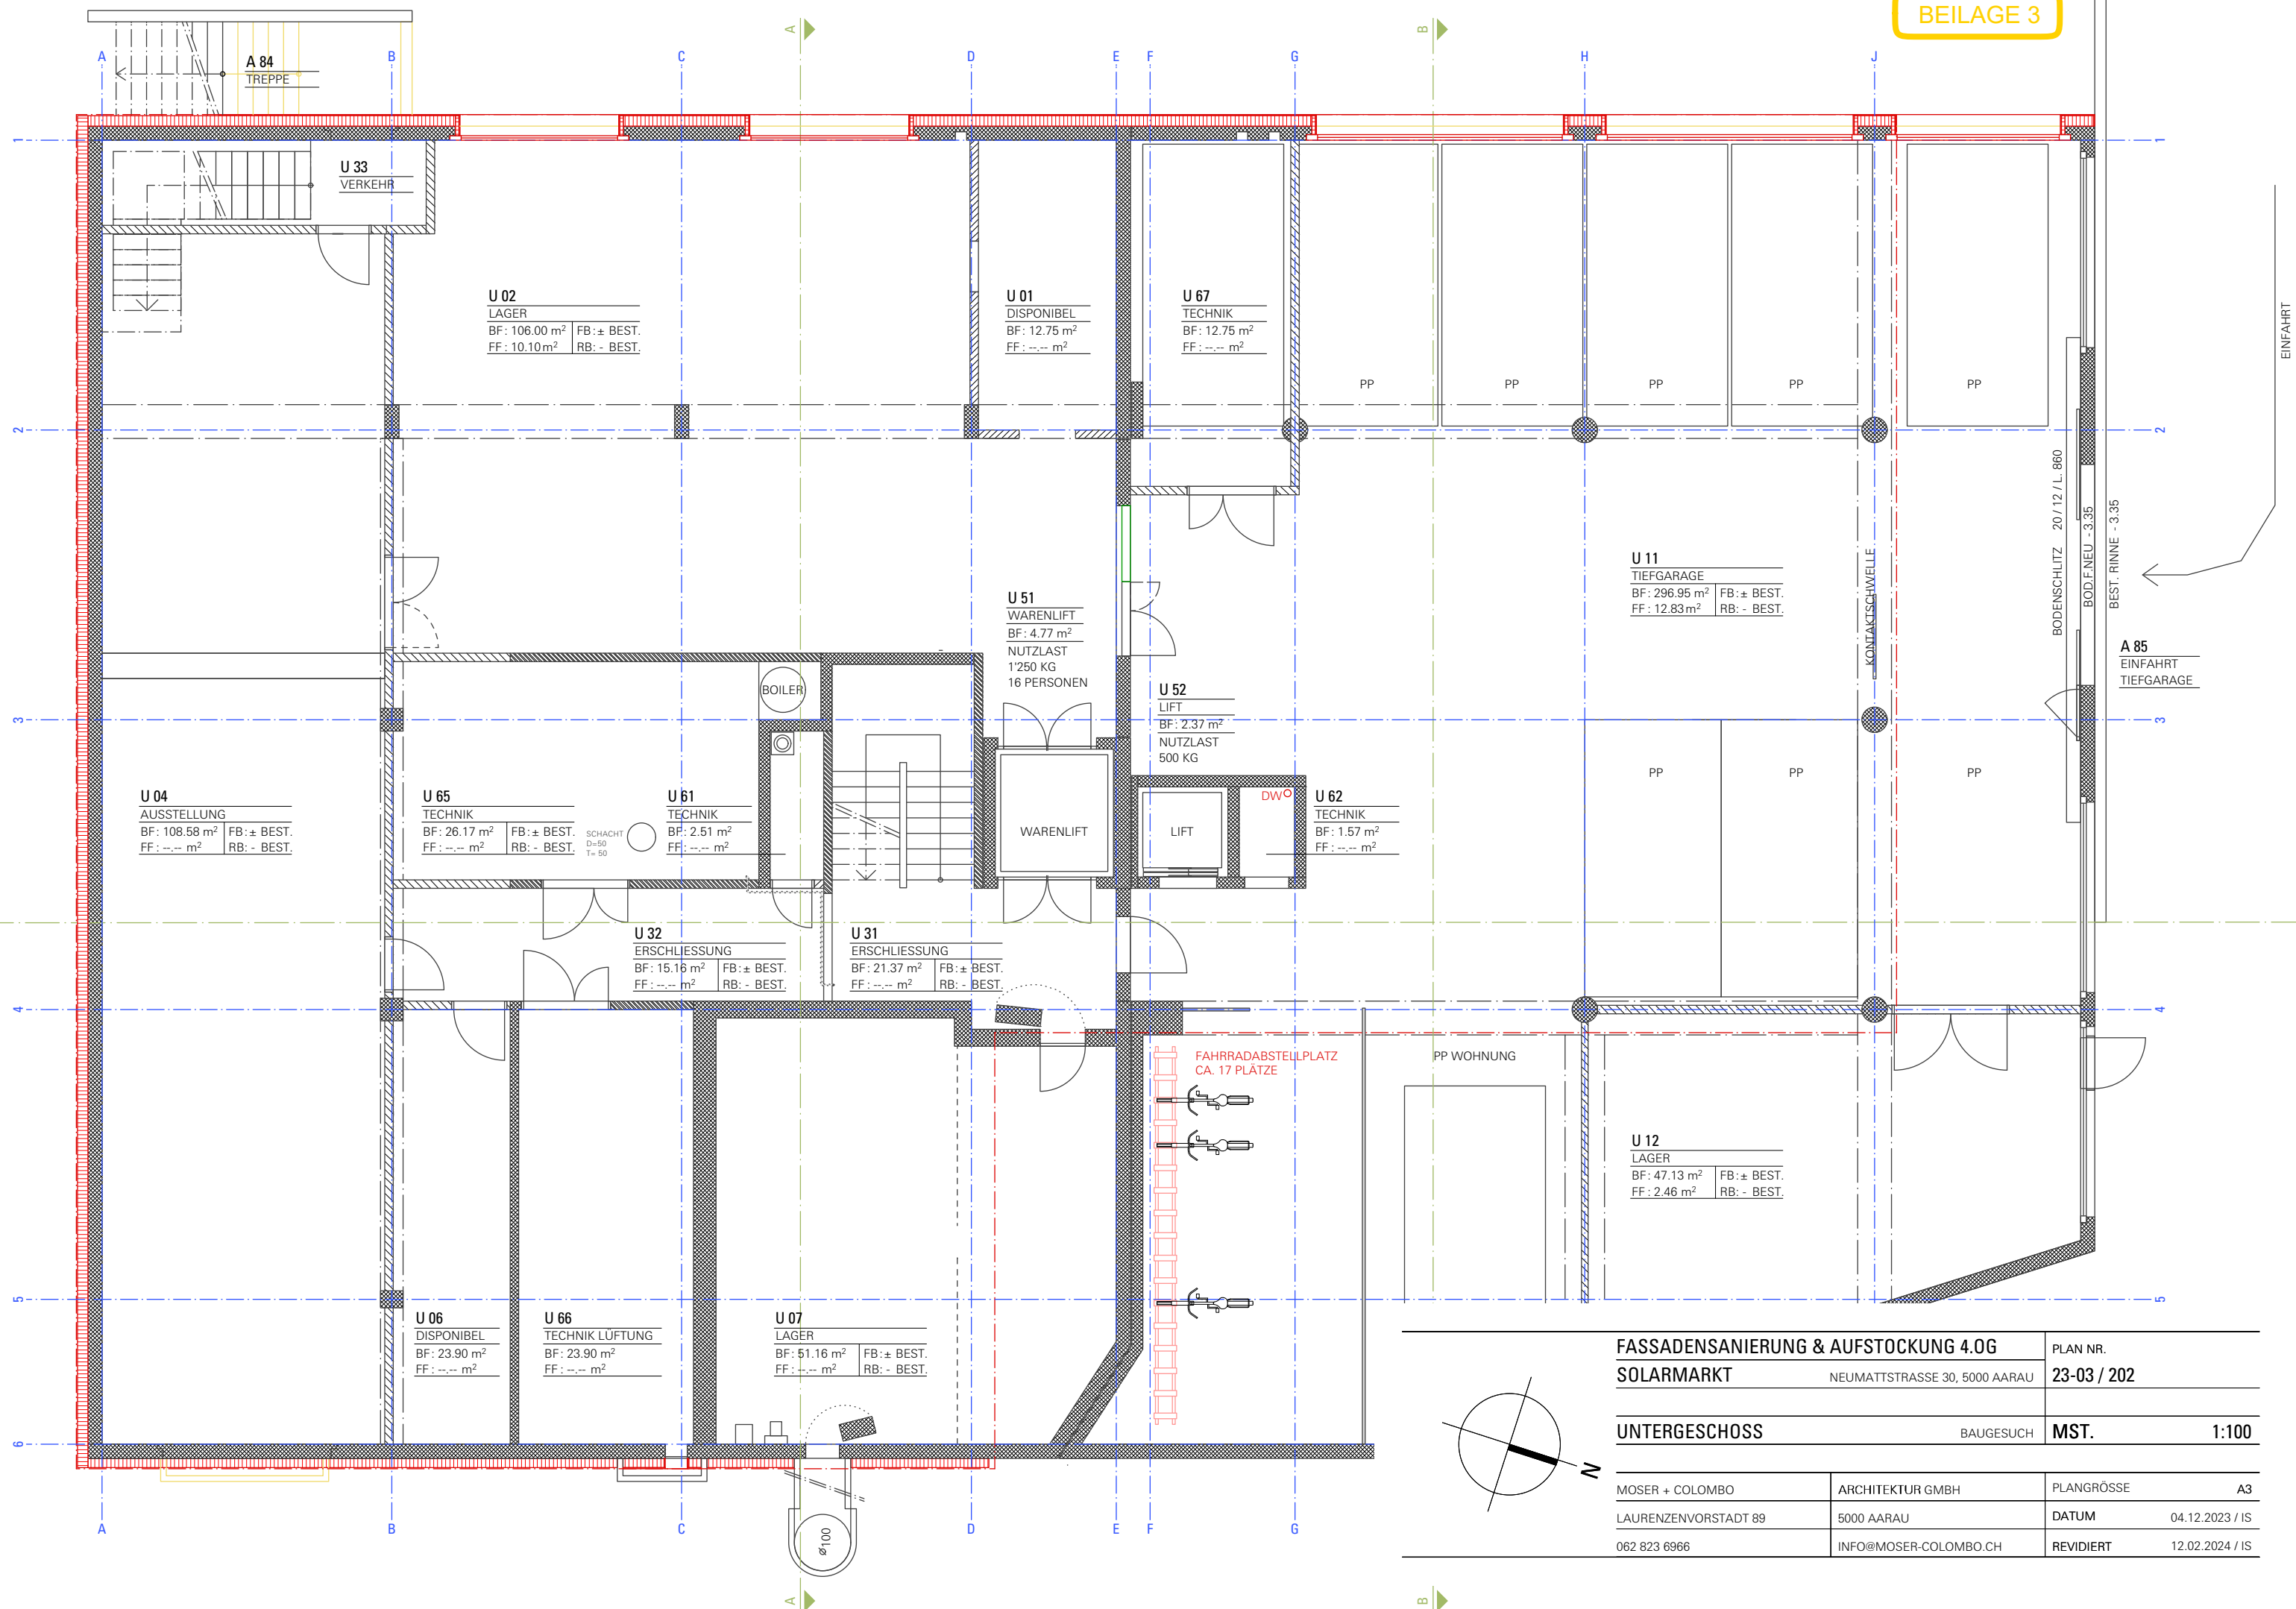 BEILAGE 3
A
B
A B C D E F G H J
A 84
TREPPE
1
1
U 33
VERKEHR
U 02
LAGER
BF: 106.00 m² FB:± BEST.
FF : 10.10 m² RB: - BEST.
U 01
DISPONIBEL
BF: 12.75 m²
FF : --.-- m²
U 67
TECHNIK
BF: 12.75 m²
FF : --.-- m²
EINFAHRT
PP
PP
PP
PP
PP
2
2
BODENSCHLITZ 20 / 12 / L. 860
BOD.F.NEU - 3.35
BEST. RINNE - 3.35
KONTAKTSCHWELLE
U 11
TIEFGARAGE
BF: 296.95 m² FB:± BEST.
FF : 12.83 m² RB: - BEST.
U 51
WARENLIFT
BF: 4.77 m²
NUTZLAST
1'250 KG
16 PERSONEN
A 85
EINFAHRT
TIEFGARAGE
BOILER
U 52
LIFT
BF: 2.37 m²
NUTZLAST
500 KG
3
3
PP
PP
PP
U 04
AUSSTELLUNG
BF: 108.58 m² FB:± BEST.
FF : --.-- m² RB: - BEST.
U 65
TECHNIK
BF: 26.17 m² FB:± BEST.
FF : --.-- m² RB: - BEST.
SCHACHT
D=50
T= 50
U 61
TECHNIK
BF: 2.51 m²
FF : --.-- m²
WARENLIFT
LIFT
DW
U 62
TECHNIK
BF: 1.57 m²
FF : --.-- m²
U 32
ERSCHLIESSUNG
BF: 15.16 m² FB:± BEST.
FF : --.-- m² RB: - BEST.
U 31
ERSCHLIESSUNG
BF: 21.37 m² FB:± BEST.
FF : --.-- m² RB: - BEST.
4
4
FAHRRADABSTELLPLATZ
CA. 17 PLÄTZE
PP WOHNUNG
U 12
LAGER
BF: 47.13 m² FB:± BEST.
FF : 2.46 m² RB: - BEST.
5
5
U 06
DISPONIBEL
BF: 23.90 m²
FF : --.-- m²
U 66
TECHNIK LÜFTUNG
BF: 23.90 m²
FF : --.-- m²
U 07
LAGER
BF: 51.16 m² FB:± BEST.
FF : --.-- m² RB: - BEST.
6
A B C D E F G
ø100
A
B
N
FASSADENSANIERUNG & AUFSTOCKUNG 4.OG PLAN NR.
SOLARMARKT NEUMATTSTRASSE 30, 5000 AARAU 23-03 / 202
UNTERGESCHOSS BAUGESUCH MST. 1:100
MOSER + COLOMBO ARCHITEKTUR GMBH PLANGRÖSSE A3
LAURENZENVORSTADT 89 5000 AARAU DATUM 04.12.2023 / IS
062 823 6966 INFO@MOSER-COLOMBO.CH REVIDIERT 12.02.2024 / IS